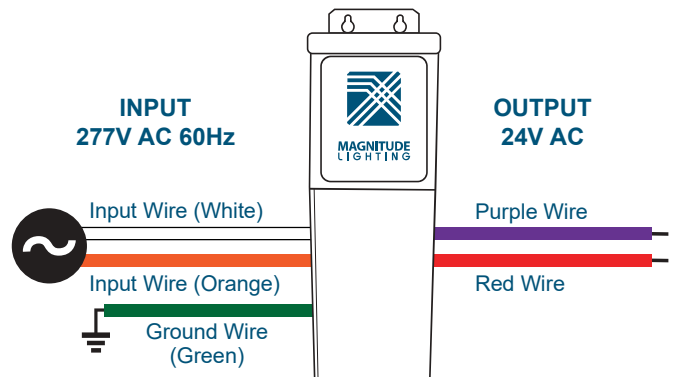 INPUT
277V AC 60Hz
MAGNITUDE
LIGHTING
OUTPUT
24V AC
Input Wire (White)
Input Wire (Orange)
Ground Wire
(Green)
Purple Wire
Red Wire